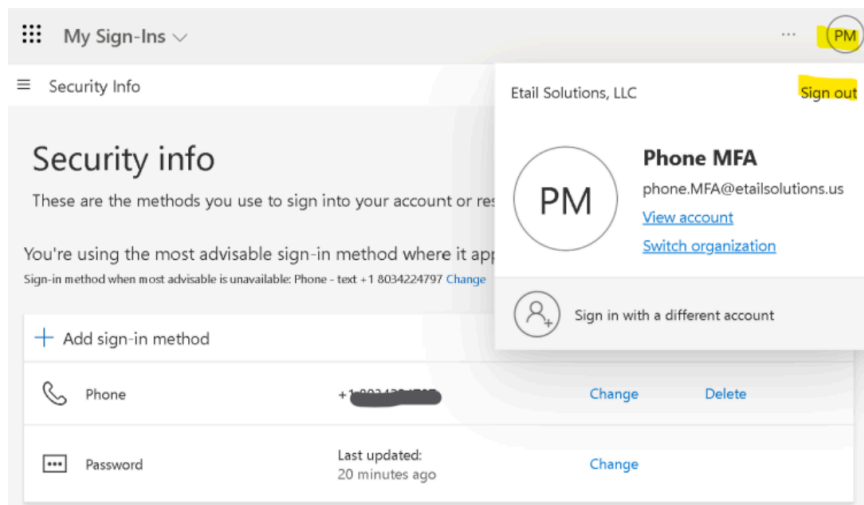 My Sign-Ins
... PM
Security Info
Etail Solutions, LLC
Sign out
Security info
These are the methods you use to sign into your account or res
You're using the most advisable sign-in method where it app
Sign-in method when most advisable is unavailable: Phone - text +1 8034224797 Change
PM
Phone MFA
phone.MFA@etailsolutions.us
View account
Switch organization
Sign in with a different account
+ Add sign-in method
Phone
Change
Delete
Password
Last updated:
20 minutes ago
Change